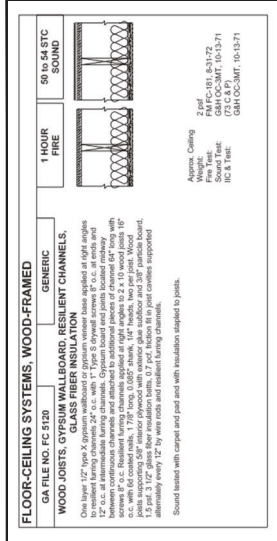 FLOOR-CEILING SYSTEMS, WOOD-FRAMED
GA FILE NO. FC 5120
GENERIC
1 HOUR
FIRE
50 to 54 STC
SOUND
WOOD JOISTS, GYPSUM WALLBOARD, RESILIENT CHANNELS,
GLASS FIBER INSULATION
One layer 1/2" type X gypsum wallboard or gypsum veneer base applied at right angles
to resilient furring channels 24" o.c. with 1" Type S drywall screws 8" o.c. at ends and
12" o.c. at intermediate furring channels. Gypsum board end joints located midway
between continuous channels and attached to additional pieces of channel 64" long with
screws 8" o.c. Resilient furring channels applied at right angles to 2 x 10 wood joists 16"
o.c. with 6d coated nails, 1 7/8" long, 0.085" shank, 1/4" heads, two per joist. Wood
joists supporting 5/8" interior plywood with exterior glue subfloor and 3/8" particle board,
1.5 psf. 3 1/2" glass fiber insulation batts, 0.7 pcf, friction fit in joist cavities supported
alternately every 12" by wire rods and resilient furring channels.
Sound tested with carpet and pad and with insulation stapled to joists.
Approx. Ceiling
Weight: 2 psf
Fire Test: FM FC-181, 8-31-72
Sound Test: G&H OC-3MT, 10-13-71
IIC & Test: (73 C & P)
G&H OC-3MT, 10-13-71